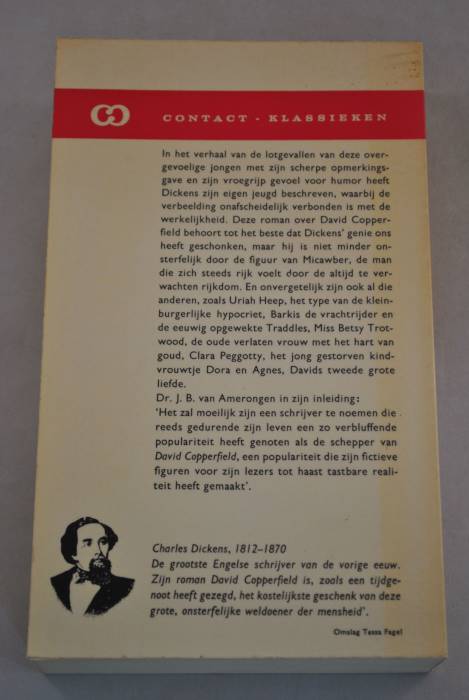 CONTACT - KLASSIEKEN
In het verhaal van de lotgevallen van deze over-
gevoelige jongen met zijn scherpe opmerkings-
gave en zijn vroegrijp gevoel voor humor heeft
Dickens zijn eigen jeugd beschreven, waarbij de
verbeelding onafscheidelijk verbonden is met de
werkelijkheid. Deze roman over David Copper-
field behoort tot het beste dat Dickens' genie ons
heeft geschonken, maar hij is niet minder on-
sterfelijk door de figuur van Micawber, de man
die zich steeds rijk voelt door de altijd te ver-
wachten rijkdom. En onvergetelijk zijn ook al die
anderen, zoals Uriah Heep, het type van de klein-
burgerlijke hypocriet, Barkis de vrachtrijder en
de eeuwig opgewekte Traddles, Miss Betsy Trot-
wood, de oude verlaten vrouw met het hart van
goud, Clara Peggotty, het jong gestorven kind-
vrouwtje Dora en Agnes, Davids tweede grote
liefde.
Dr. J. B. van Amerongen in zijn inleiding:
'Het zal moeilijk zijn een schrijver te noemen die
reeds gedurende zijn leven een zo verbluffende
populariteit heeft genoten als de schepper van
David Copperfield, een populariteit die zijn fictieve
figuren voor zijn lezers tot haast tastbare reali-
teit heeft gemaakt'.
Charles Dickens, 1812-1870
De grootste Engelse schrijver van de vorige eeuw.
Zijn roman David Copperfield is, zoals een tijdge-
noot heeft gezegd, het kostelijkste geschenk van deze
grote, onsterfelijke weldoener der mensheid'.
Omslag Tessa Fagel